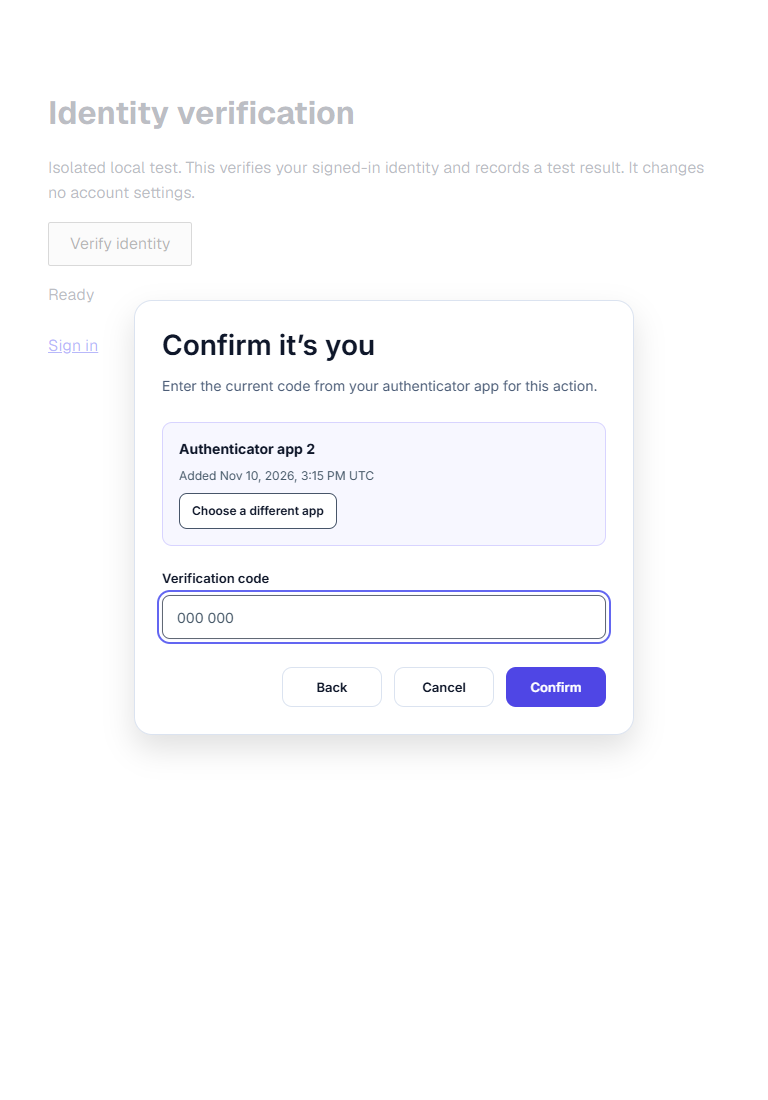 Identity verification
Isolated local test. This verifies your signed-in identity and records a test result. It changes
no account settings.
Verify identity
Ready
Sign in
Confirm it’s you
Enter the current code from your authenticator app for this action.
Authenticator app 2
Added Nov 10, 2026, 3:15 PM UTC
Choose a different app
Verification code
000 000
Back
Cancel
Confirm